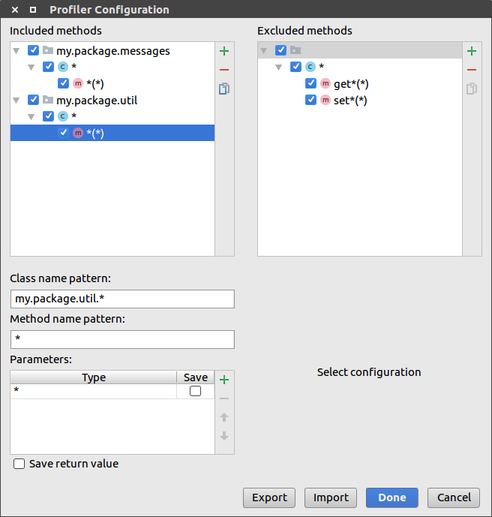 Profiler Configuration
Included methods
my.package.messages
c *
m *(*)
my.package.util
c *
m *(*)
Excluded methods
c *
m get*(*)
m set*(*)
Class name pattern:
my.package.util.*
Method name pattern:
*
Parameters:
Type Save
*
Save return value
Select configuration
Export Import Done Cancel